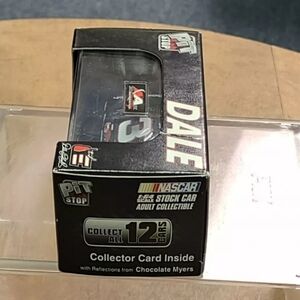 PIT
STOP
DALE
3
PIT
STOP
NASCAR
1:64 SCALE STOCK CAR
ADULT COLLECTIBLE
COLLECT
ALL
12
CARS
Collector Card Inside
with Reflections from Chocolate Myers